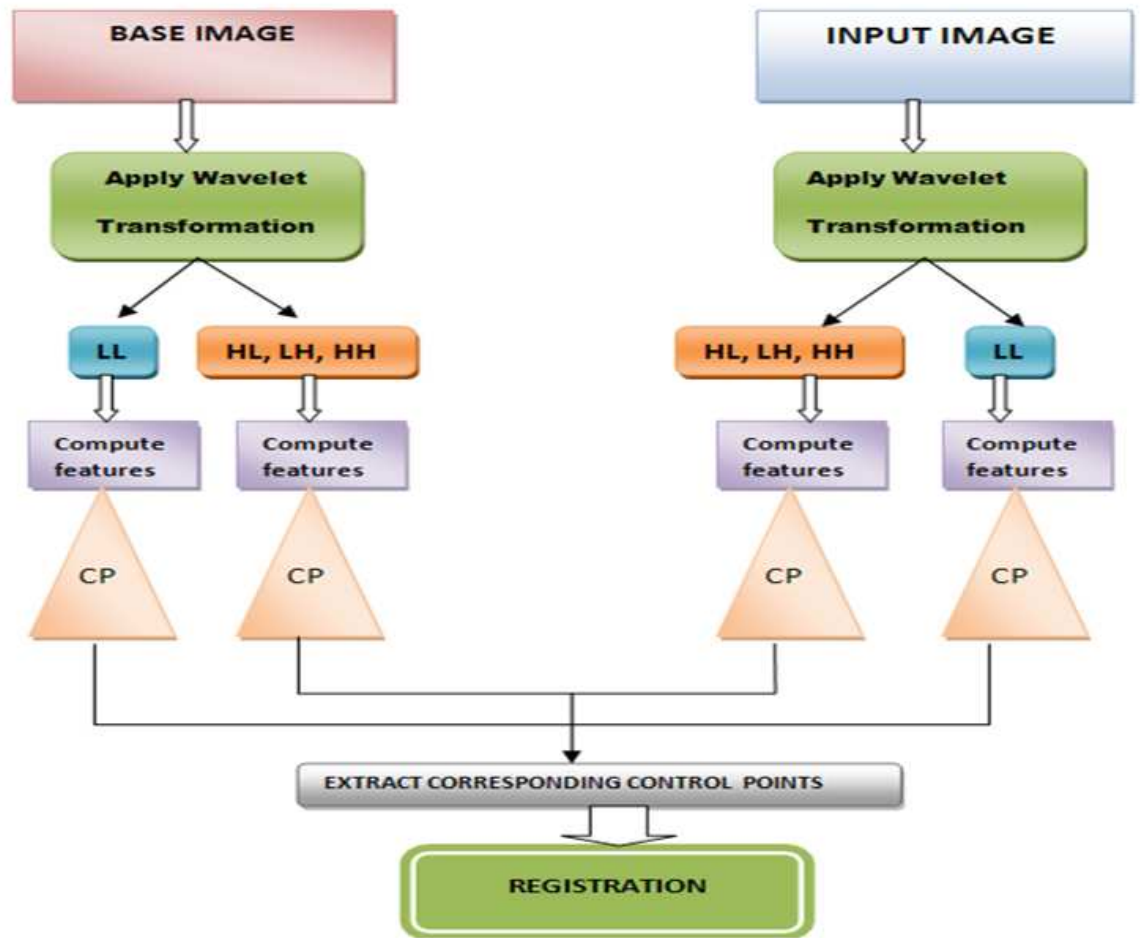 BASE IMAGE
INPUT IMAGE
Apply Wavelet
Transformation
Apply Wavelet
Transformation
LL
HL, LH, HH
HL, LH, HH
LL
Compute
features
Compute
features
Compute
features
Compute
features
CP
CP
CP
CP
EXTRACT CORRESPONDING CONTROL POINTS
REGISTRATION